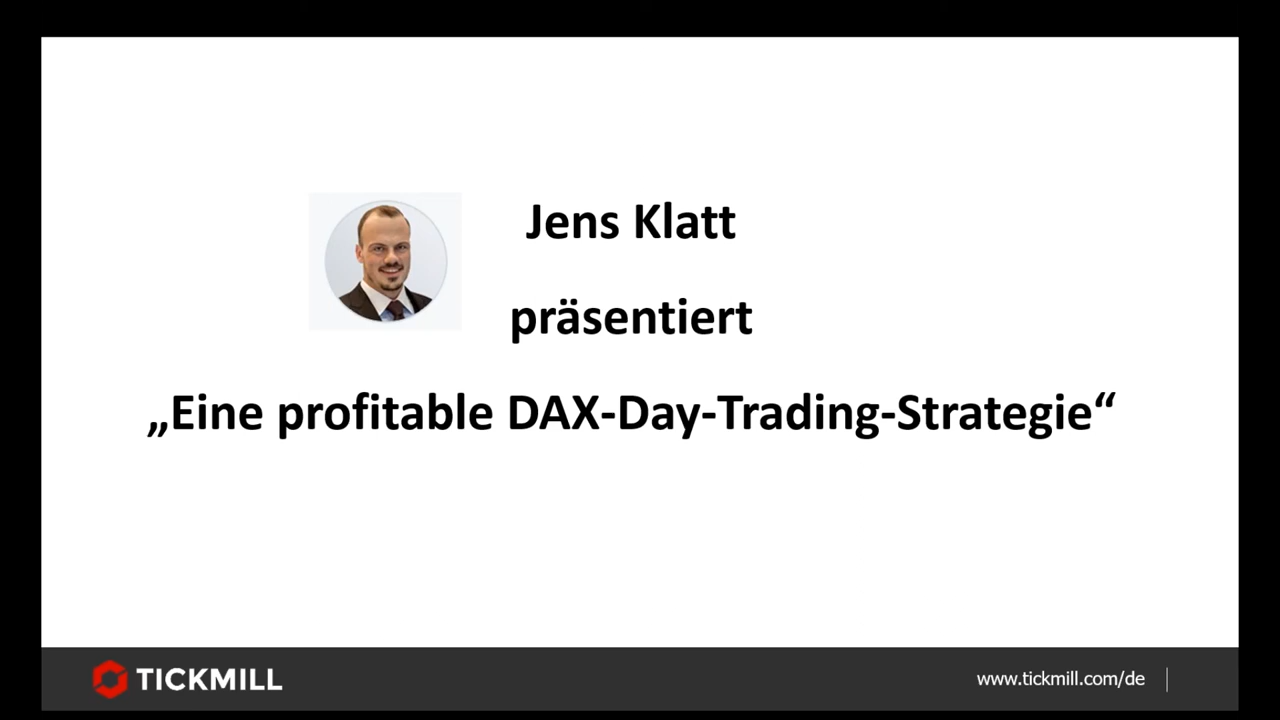 Jens Klatt
präsentiert
„Eine profitable DAX-Day-Trading-Strategie“
TICKMILL
www.tickmill.com/de